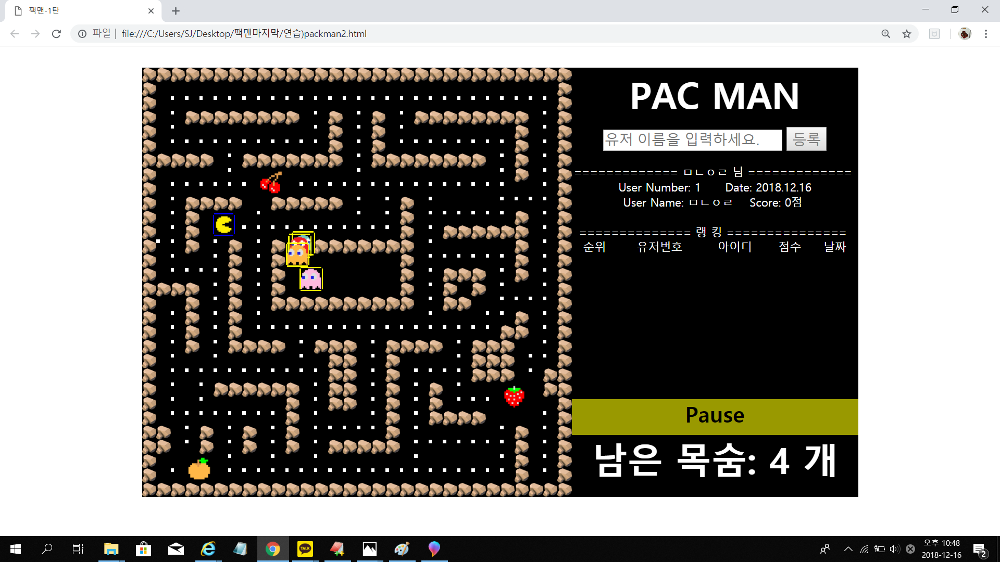 팩맨-1탄
파일 | file:///C:/Users/SJ/Desktop/팩맨마지막/연습)packman2.html
PAC MAN
유저 이름을 입력하세요. 등록
============= ㅁㄴㅇㄹ 님 =============
User Number: 1 Date: 2018.12.16
User Name: ㅁㄴㅇㄹ Score: 0점
============== 랭 킹 ===============
순위 유저번호 아이디 점수 날짜
Pause
남은 목숨: 4 개
TALK
오후 10:48
2018-12-16
2